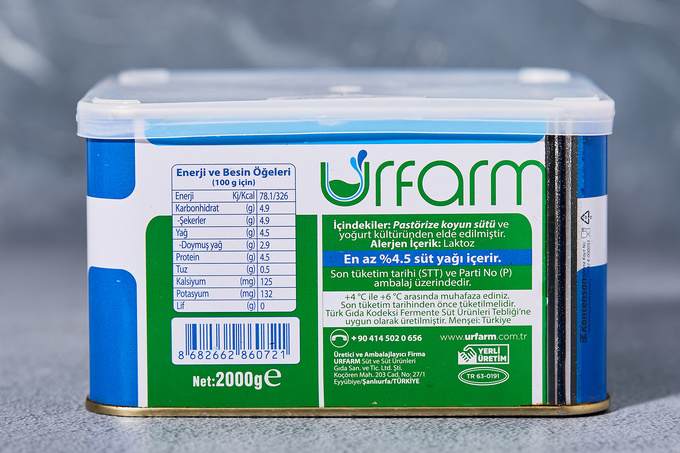 Enerji ve Besin Öğeleri
(100 g için)
Enerji Kj/Kcal 78.1/326
Karbonhidrat (g) 4.9
-Şekerler (g) 4.9
Yağ (g) 4.5
-Doymuş yağ (g) 2.9
Protein (g) 4.5
Tuz (g) 0.5
Kalsiyum (mg) 125
Potasyum (mg) 132
Lif (g) 0
8 682662 860721
Net:2000g℮
urfarm
İçindekiler: Pastörize koyun sütü ve
yoğurt kültüründen elde edilmiştir.
Alerjen İçerik: Laktoz
En az %4.5 süt yağı içerir.
Son tüketim tarihi (STT) ve Parti No (P)
ambalaj üzerindedir.
+4 °C ile +6 °C arasında muhafaza ediniz.
Son tüketim tarihinden önce tüketilmelidir.
Türk Gıda Kodeksi Fermente Süt Ürünleri Tebliği'ne
uygun olarak üretilmiştir. Menşei: Türkiye
+90 414 502 0 656
www.urfarm.com.tr
Üretici ve Ambalajlayıcı Firma
URFARM Süt ve Süt Ürünleri
Gıda San. ve Tic. Ltd. Şti.
Koçören Mah. 203 Cad. No: 27/1
Eyyübiye/Şanlıurfa/TÜRKİYE
YERLİ
ÜRETİM
TR 63-0191